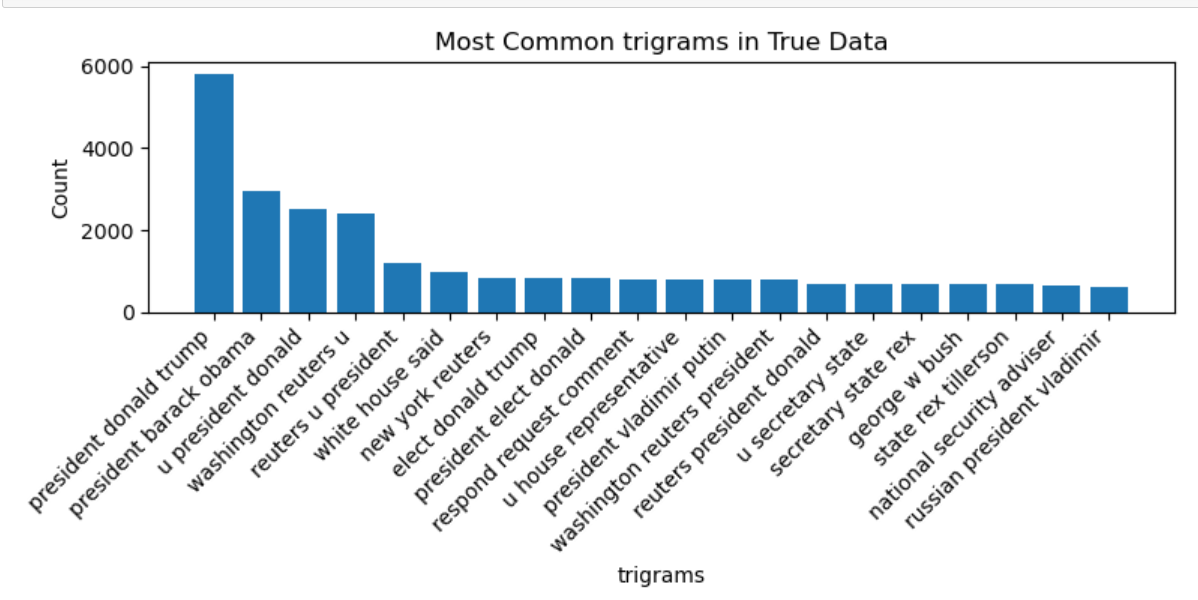 Most Common trigrams in True Data
6000
4000
2000
0
Count
president donald trump
president barack obama
u president donald
washington reuters u
reuters u president
white house said
new york reuters
elect donald trump
president elect donald
respond request comment
u house representative
president vladimir putin
washington reuters president
reuters president donald
u secretary state
secretary state rex
george w bush
state rex tillerson
national security adviser
russian president vladimir
trigrams